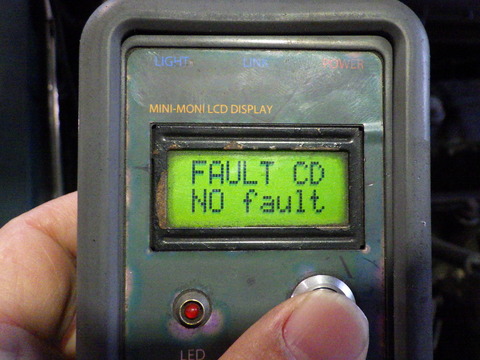 LIGHT LINK POWER
MINI-MONI LCD DISPLAY
FAULT CD
NO fault
LED